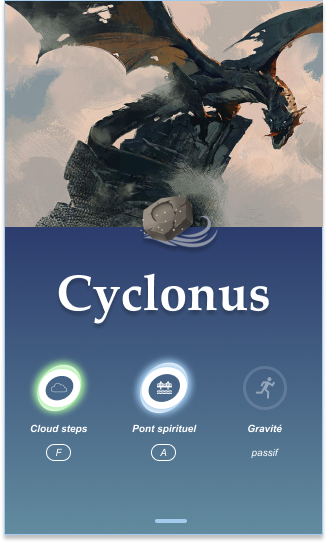 Cyclonus
Cloud steps
Pont spirituel
Gravité
F
A
passif